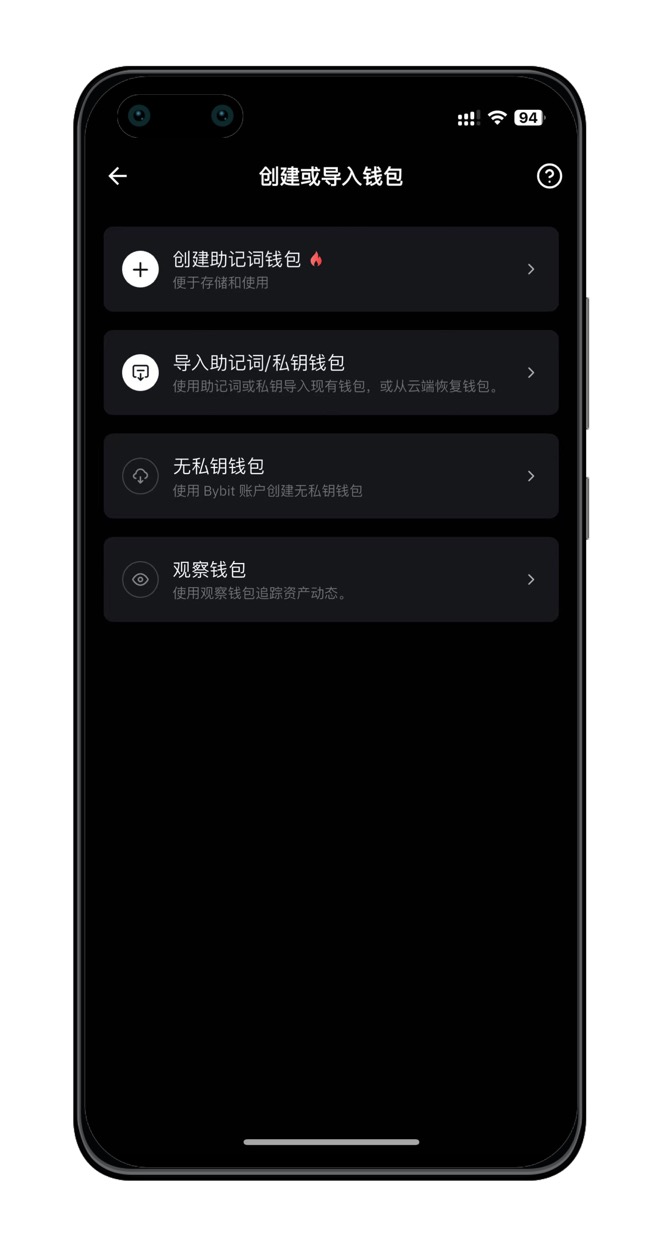 94
创建或导入钱包
创建助记词钱包
便于存储和使用
导入助记词/私钥钱包
使用助记词或私钥导入现有钱包，或从云端恢复钱包。
无私钥钱包
使用 Bybit 账户创建无私钥钱包
观察钱包
使用观察钱包追踪资产动态。